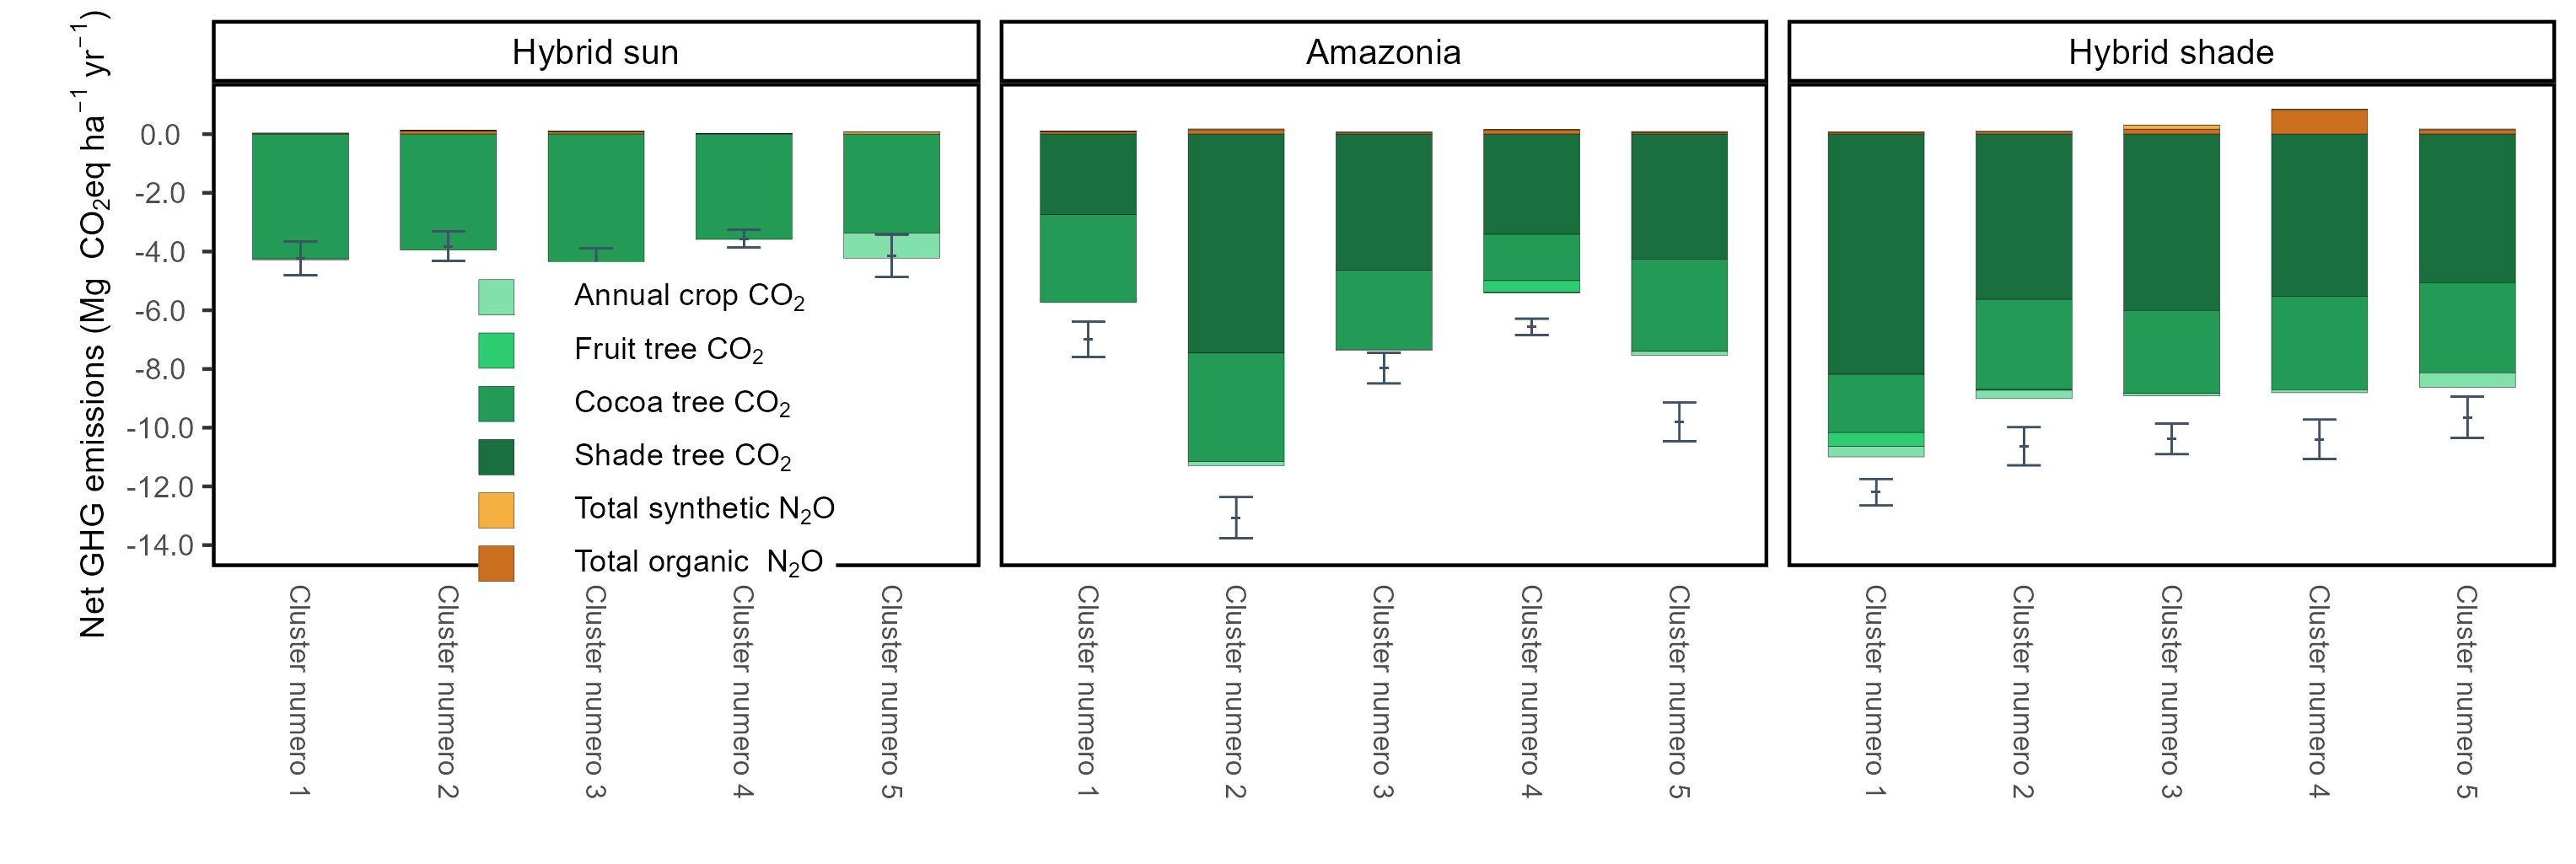 Net GHG emissions (Mg CO₂eq ha⁻¹ yr⁻¹)
Hybrid sun
Amazonia
Hybrid shade
0.0
-2.0
-4.0
-6.0
-8.0
-10.0
-12.0
-14.0
Annual crop CO₂
Fruit tree CO₂
Cocoa tree CO₂
Shade tree CO₂
Total synthetic N₂O
Total organic N₂O
Cluster numero 1
Cluster numero 2
Cluster numero 3
Cluster numero 4
Cluster numero 5
Cluster numero 1
Cluster numero 2
Cluster numero 3
Cluster numero 4
Cluster numero 5
Cluster numero 1
Cluster numero 2
Cluster numero 3
Cluster numero 4
Cluster numero 5